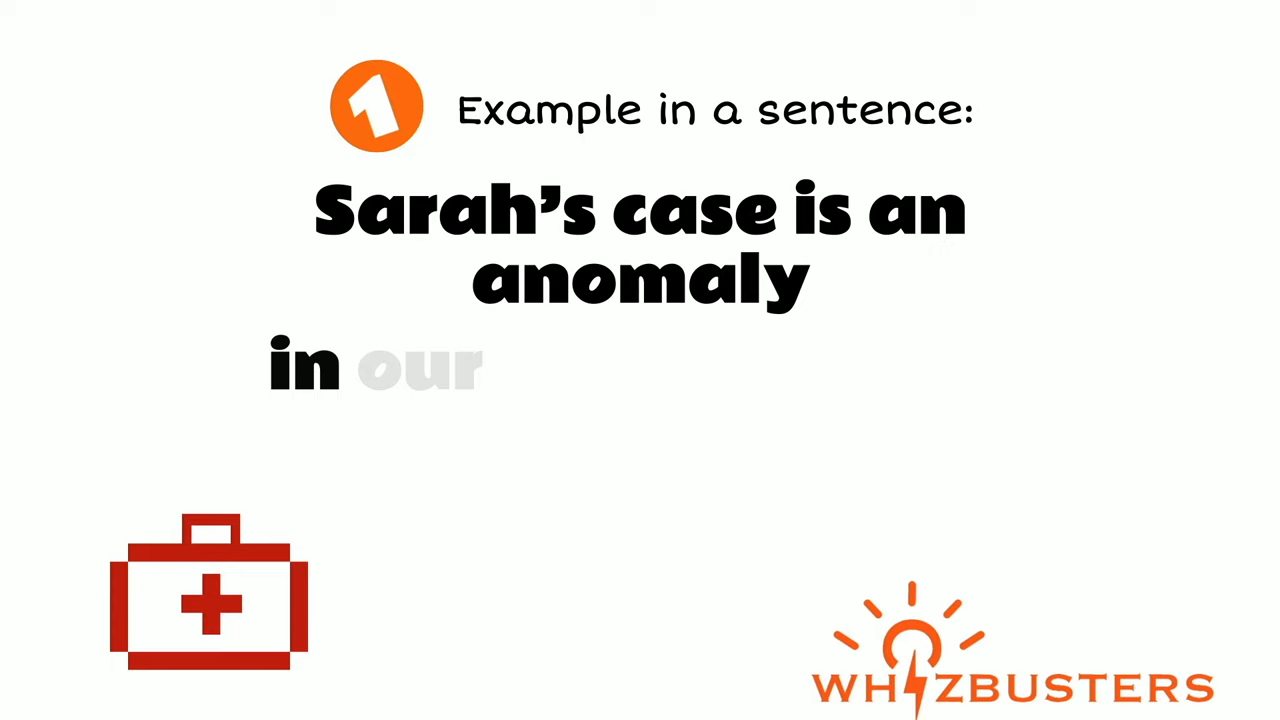 1 Example in a sentence:
Sarah's case is an
anomaly
in our
WHIZBUSTERS